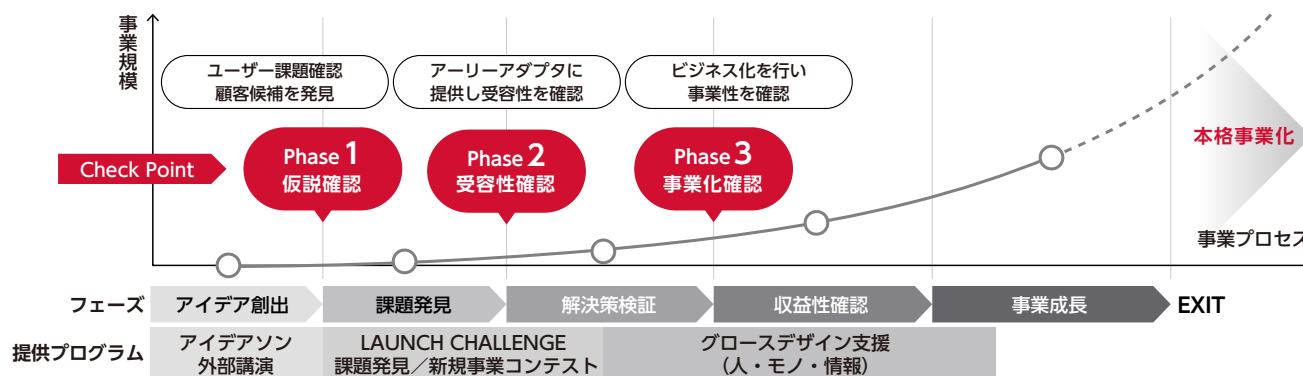 事業規模
ユーザー課題確認
顧客候補を発見
アーリーアダプタに
提供し受容性を確認
ビジネス化を行い
事業性を確認
Check Point
Phase 1
仮説確認
Phase 2
受容性確認
Phase 3
事業化確認
本格事業化
事業プロセス
フェーズ
アイデア創出
課題発見
解決策検証
収益性確認
事業成長
EXIT
提供プログラム
アイデアソン
外部講演
LAUNCH CHALLENGE
課題発見／新規事業コンテスト
グロースデザイン支援
（人・モノ・情報）